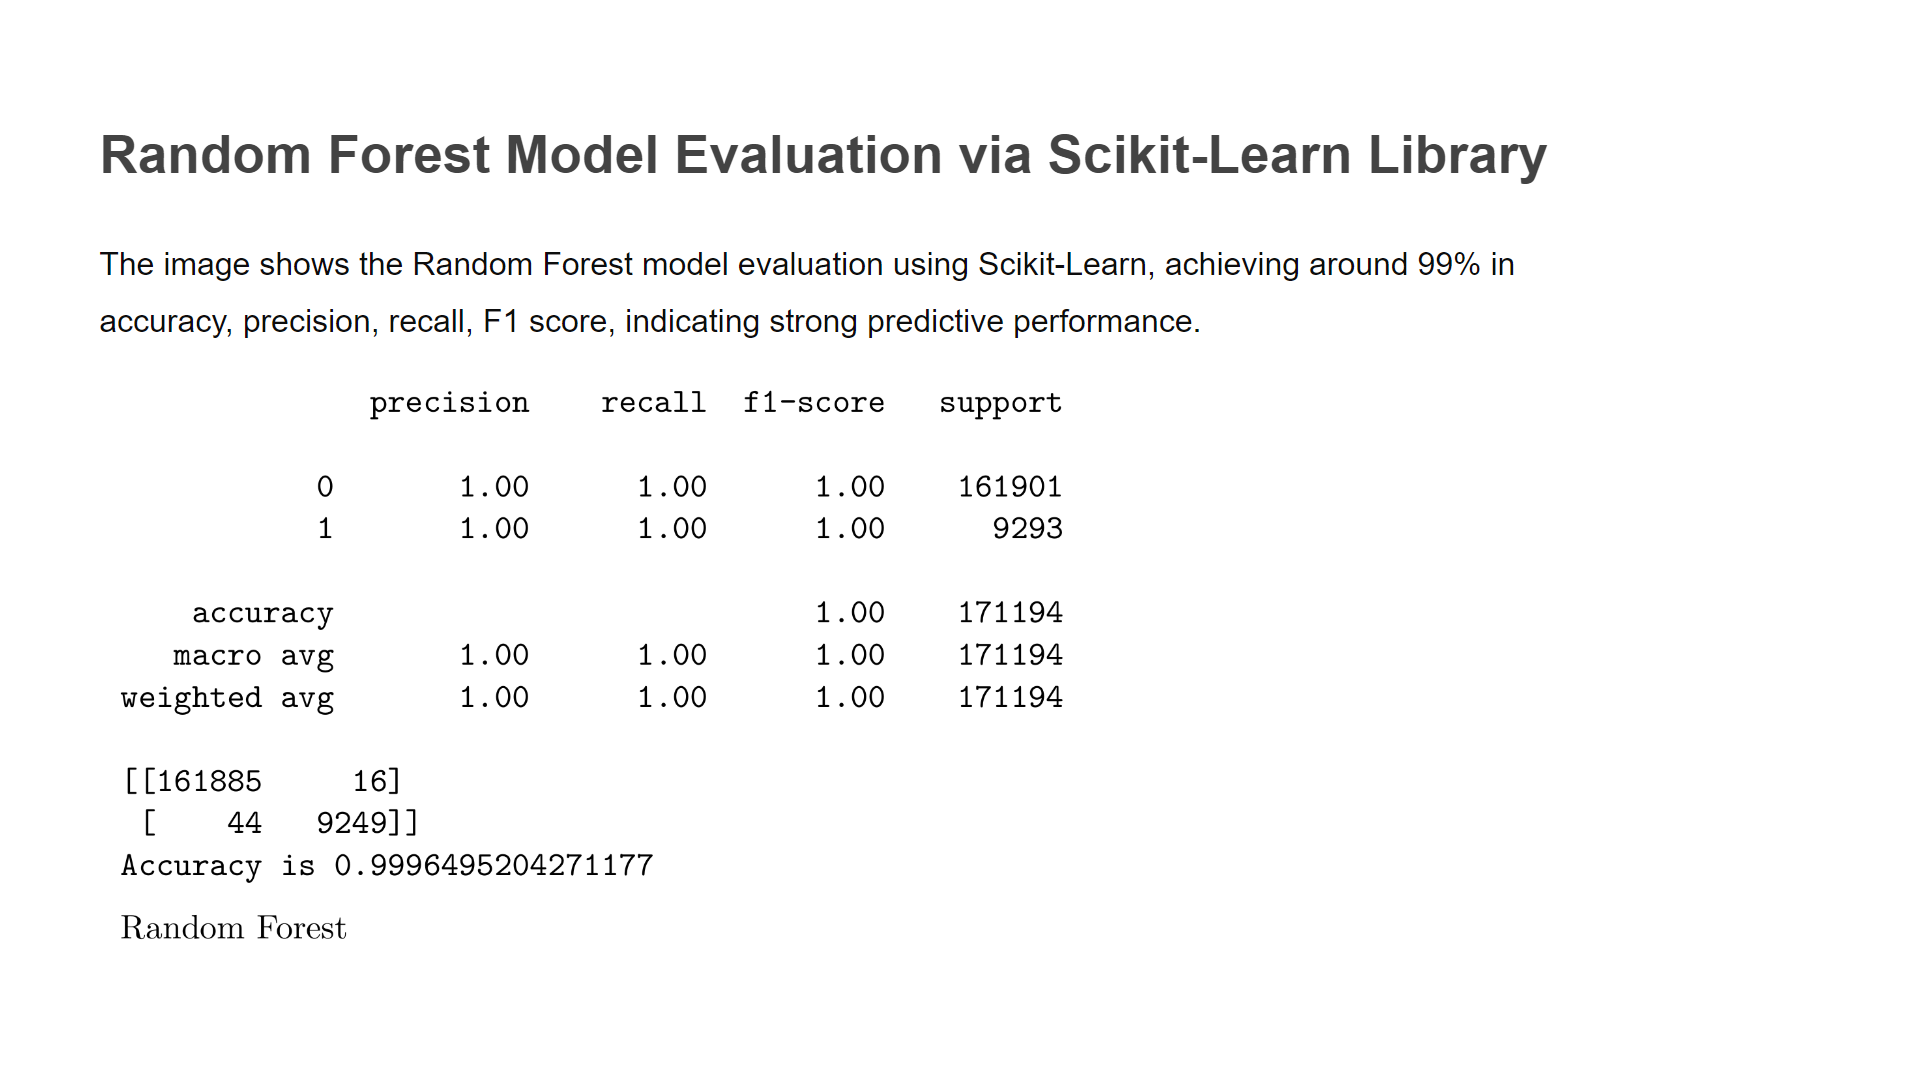 Random Forest Model Evaluation via Scikit-Learn Library
The image shows the Random Forest model evaluation using Scikit-Learn, achieving around 99% in
accuracy, precision, recall, F1 score, indicating strong predictive performance.
precision recall f1-score support
0 1.00 1.00 1.00 161901
1 1.00 1.00 1.00 9293
accuracy 1.00 171194
macro avg 1.00 1.00 1.00 171194
weighted avg 1.00 1.00 1.00 171194
[[161885 16]
[ 44 9249]]
Accuracy is 0.9996495204271177
Random Forest